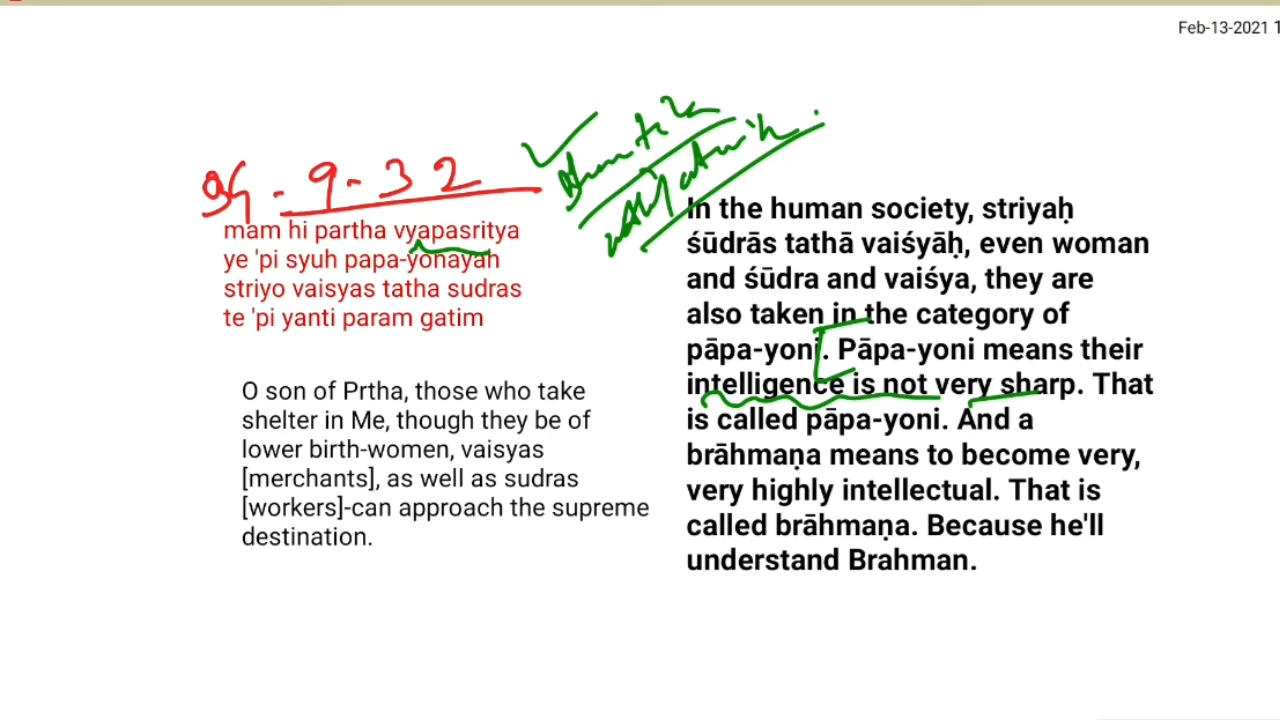 Feb-13-2021 1
BG - 9-32
mam hi partha vyapasritya
ye 'pi syuh papa-yonayah
striyo vaisyas tatha sudras
te 'pi yanti param gatim
O son of Prtha, those who take
shelter in Me, though they be of
lower birth-women, vaisyas
[merchants], as well as sudras
[workers]-can approach the supreme
destination.
In the human society, striyaḥ
śūdrās tathā vaiśyāḥ, even woman
and śūdra and vaiśya, they are
also taken in the category of
pāpa-yoni. Pāpa-yoni means their
intelligence is not very sharp. That
is called pāpa-yoni. And a
brāhmaṇa means to become very,
very highly intellectual. That is
called brāhmaṇa. Because he'll
understand Brahman.